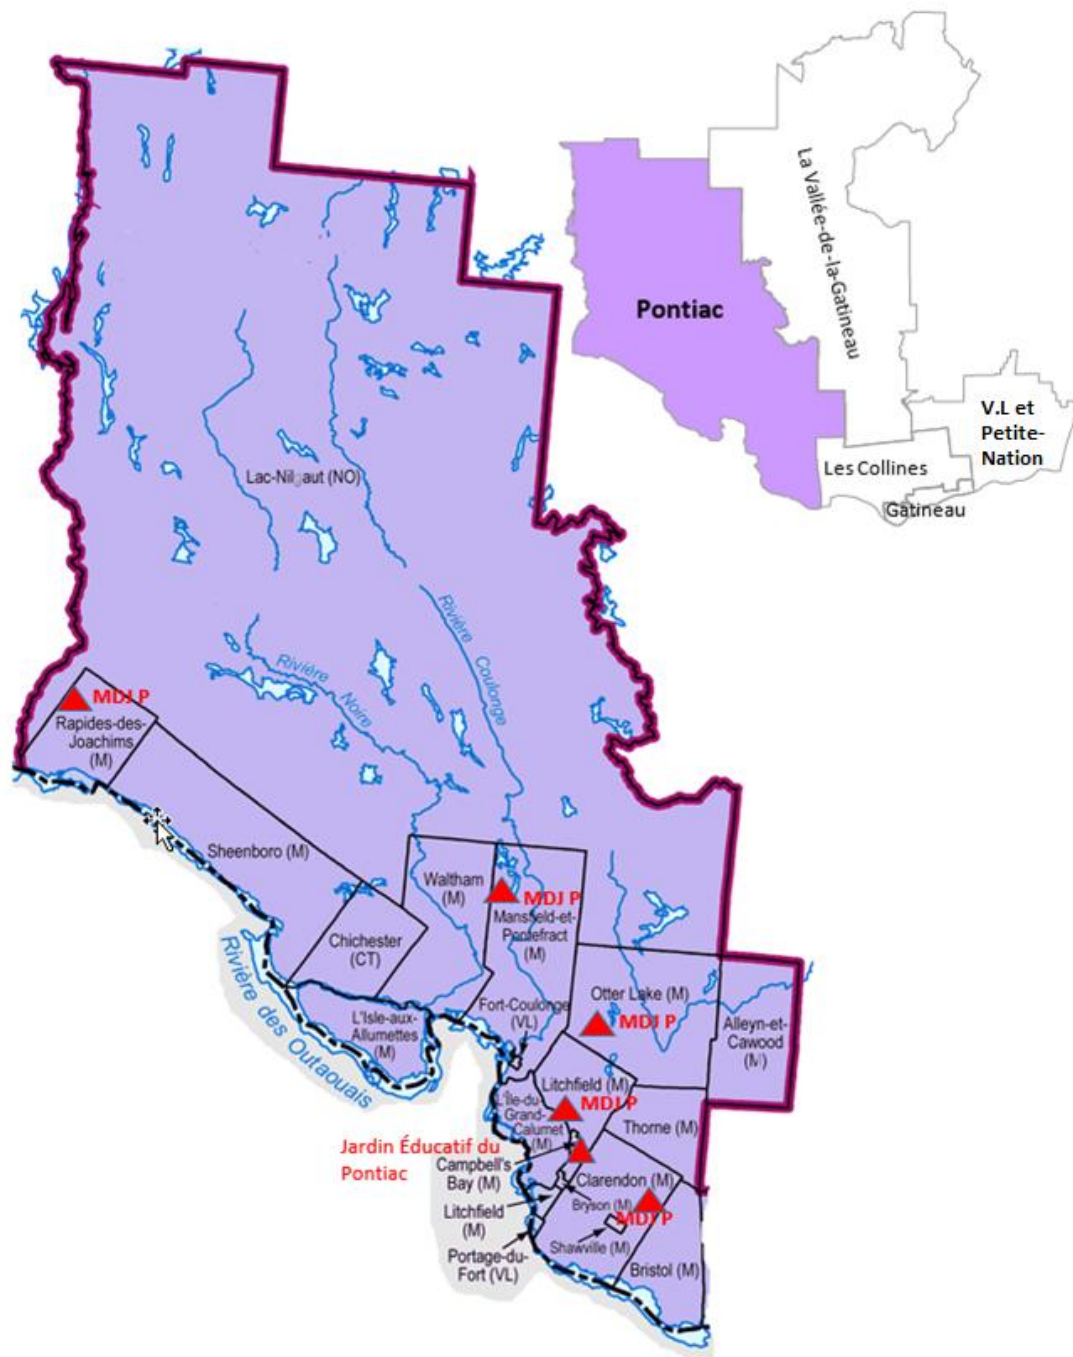 La Vallée-de-la-Gatineau
Pontiac
V.L et
Petite-
Nation
Les Collines
Gatineau
Lac-Nilgaut (NO)
Rivière Coulonge
Rivière Noire
MDJ P
Rapides-des-
Joachims
(M)
Sheenboro (M)
Waltham
(M)
MDJ P
Mansfield-et-
Pontefract
(M)
Chichester
(CT)
Rivière des Outaouais
L'Isle-aux-
Allumettes
(M)
Fort-Coulonge
(VL)
Otter Lake (M)
MDJ P
Alleyn-et-
Cawood
(M)
Litchfield (M)
MDJ P
L'Île-du-
Grand-
Calumet
(M)
Thorne (M)
Jardin Éducatif du
Pontiac
Campbell's
Bay (M)
Clarendon (M)
Bryson (M)
MDJ P
Litchfield
(M)
Shawville (M)
Portage-du-
Fort (VL)
Bristol (M)